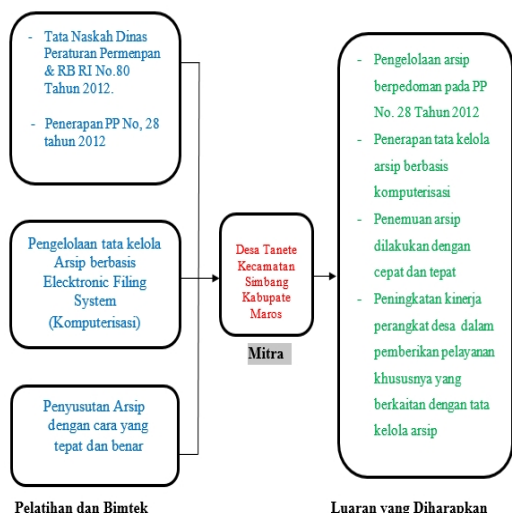 - Tata Naskah Dinas
Peraturan Permenpan
& RB RI No.80
Tahun 2012.
- Penerapan PP No, 28
tahun 2012
Pengelolaan tata kelola
Arsip berbasis
Elecktronic Filing
System
(Komputerisasi)
Penyusutan Arsip
dengan cara yang
tepat dan benar
Pelatihan dan Bimtek
Desa Tanete
Kecamatan
Simbang
Kabupate
Maros
Mitra
- Pengelolaan arsip
berpedoman pada PP
No. 28 Tahun 2012
- Penerapan tata kelola
arsip berbasis
komputerisasi
- Penemuan arsip
dilakukan dengan
cepat dan tepat
- Peningkatan kinerja
perangkat desa dalam
pemberikan pelayanan
khususnya yang
berkaitan dengan tata
kelola arsip
Luaran yang Diharapkan